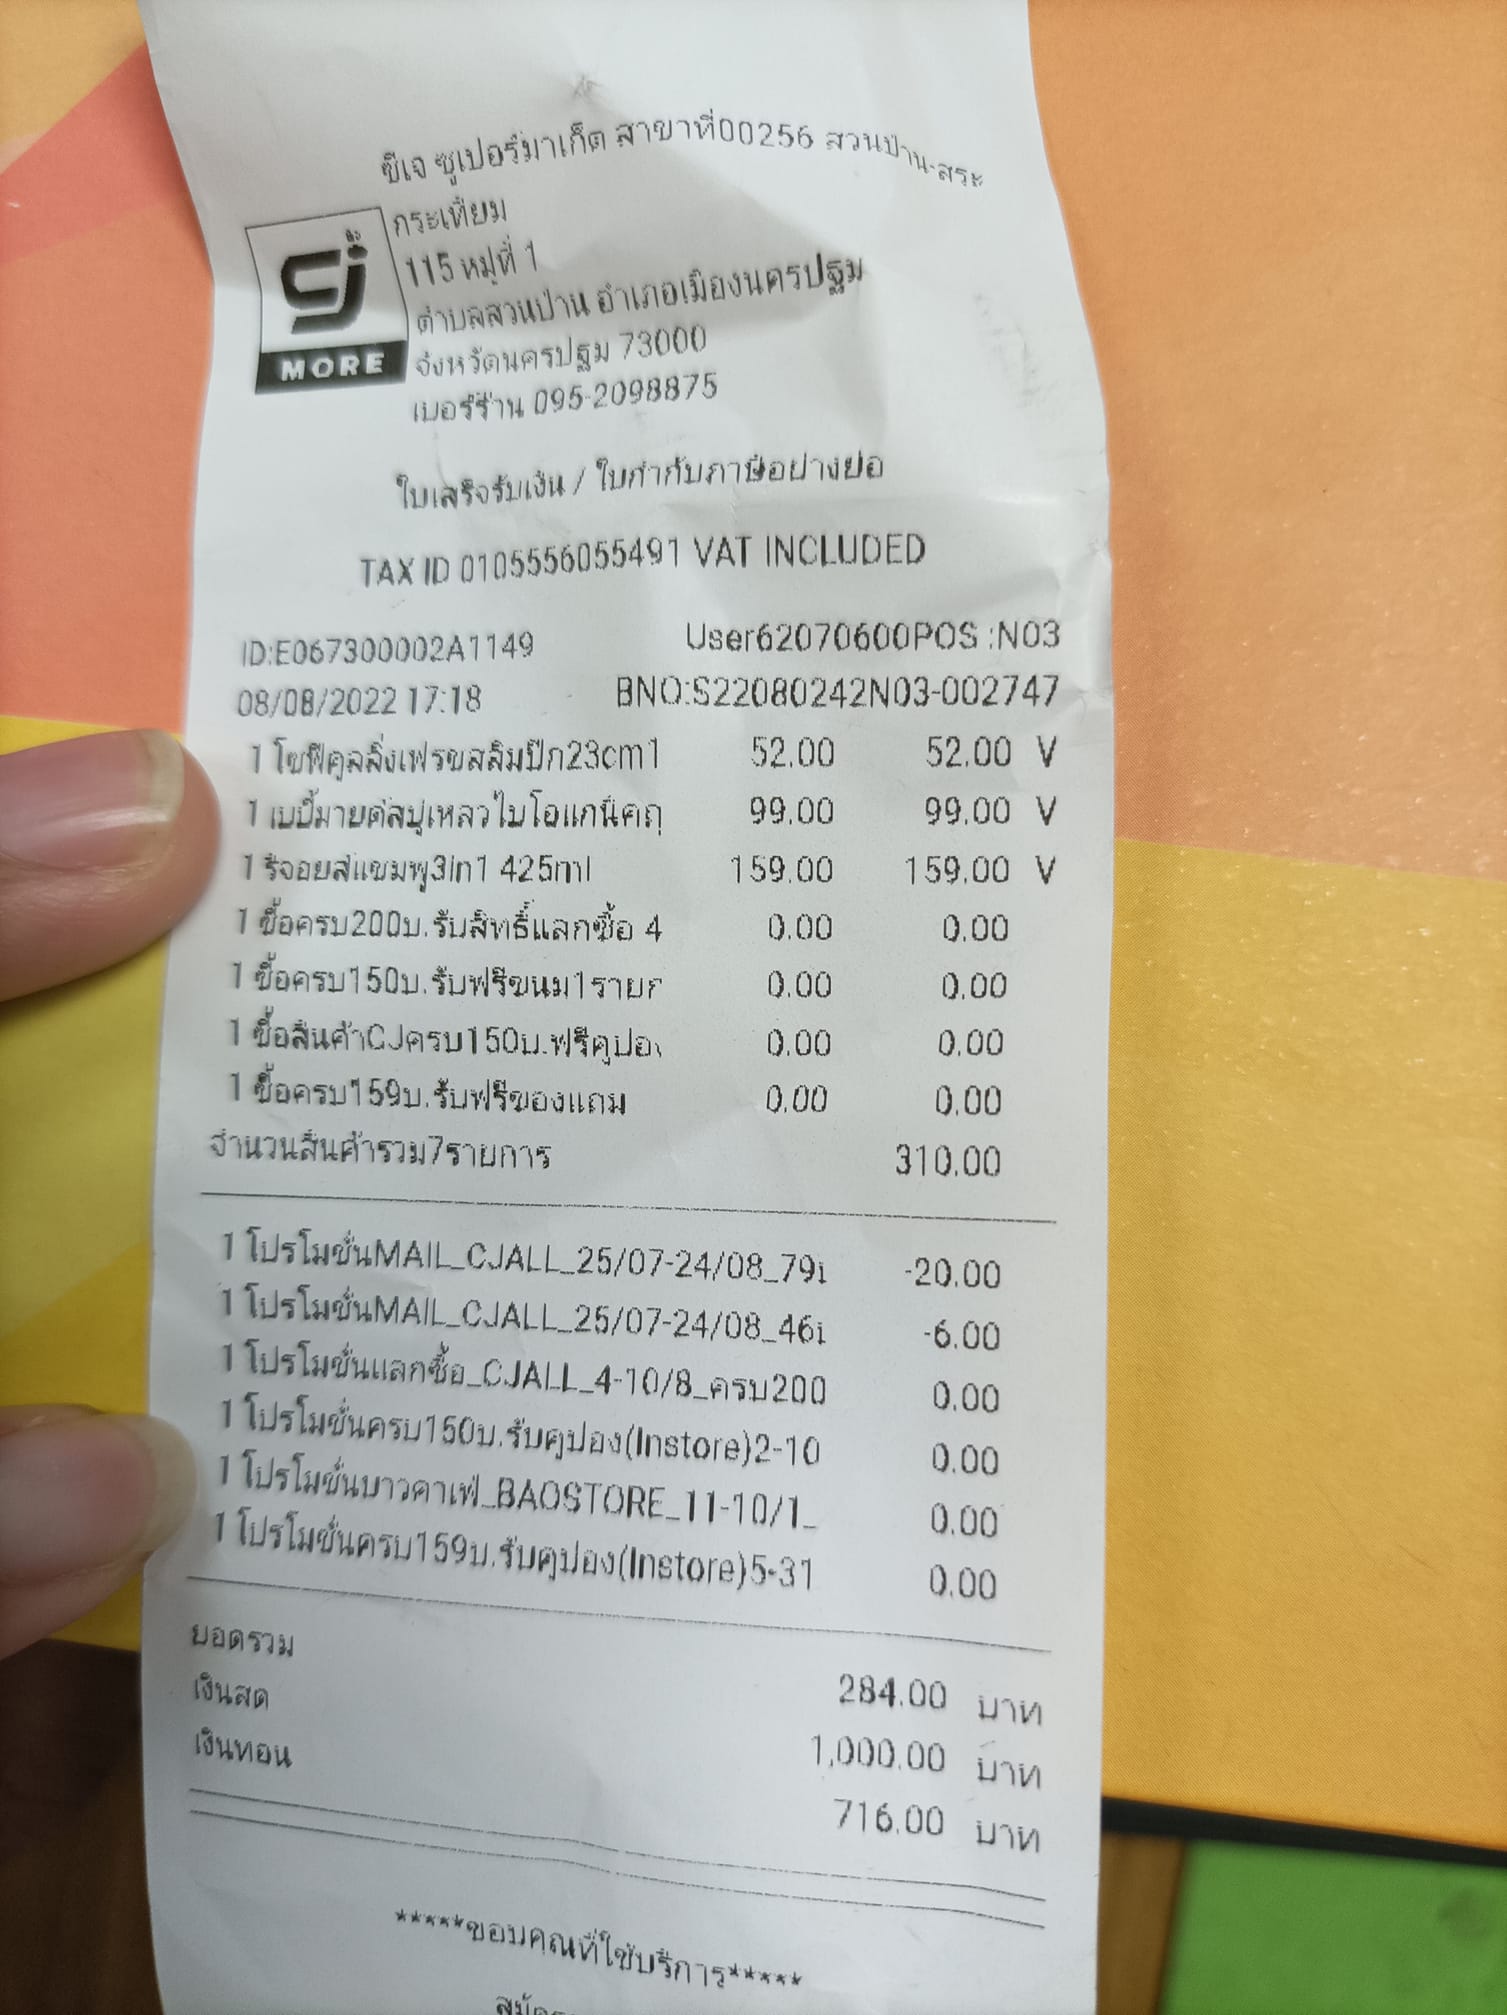 ซีเจ ซูเปอร์มาเก็ต สาขาที่00256 สวนป่าน-สระ
กระเทียม
115 หมู่ที่ 1
ตำบลสวนป่าน อำเภอเมืองนครปฐม
จังหวัดนครปฐม 73000
เบอร์ร้าน 095-2098875
CJ
MORE
ใบเสร็จรับเงิน / ใบกำกับภาษีอย่างย่อ
TAX ID 0105556055491 VAT INCLUDED
ID:E067300002A1149 User62070600POS :N03
08/08/2022 17:18 BNO:S22080242N03-002747
1 โซฟีคูลลิ่งเฟรชสลิมปีก23cm1 52.00 52.00 V
1 เบบี้มายด์สบู่เหลวไบโอแกนิคฤ 99.00 99.00 V
1 รีจอยส์แชมพู3in1 425ml 159.00 159.00 V
1 ซื้อครบ200บ.รับสิทธิ์แลกซื้อ 4 0.00 0.00
1 ซื้อครบ150บ.รับฟรีขนม1รายก 0.00 0.00
1 ซื้อสินค้าCJครบ150บ.ฟรีคูปอง 0.00 0.00
1 ซื้อครบ159บ.รับฟรีของแถม 0.00 0.00
จำนวนสินค้ารวม7รายการ 310.00
1 โปรโมชั่นMAIL_CJALL_25/07-24/08_79 -20.00
1 โปรโมชั่นMAIL_CJALL_25/07-24/08_46 -6.00
1 โปรโมชั่นแลกซื้อ_CJALL_4-10/8_ครบ200 0.00
1 โปรโมชั่นครบ150บ.รับคูปอง(Instore)2-10 0.00
1 โปรโมชั่นบาวคาเฟ่_BAOSTORE_11-10/1_ 0.00
1 โปรโมชั่นครบ159บ.รับคูปอง(Instore)5-31 0.00
ยอดรวม 284.00 บาท
เงินสด 1,000.00 บาท
เงินทอน 716.00 บาท
*****ขอบคุณที่ใช้บริการ*****